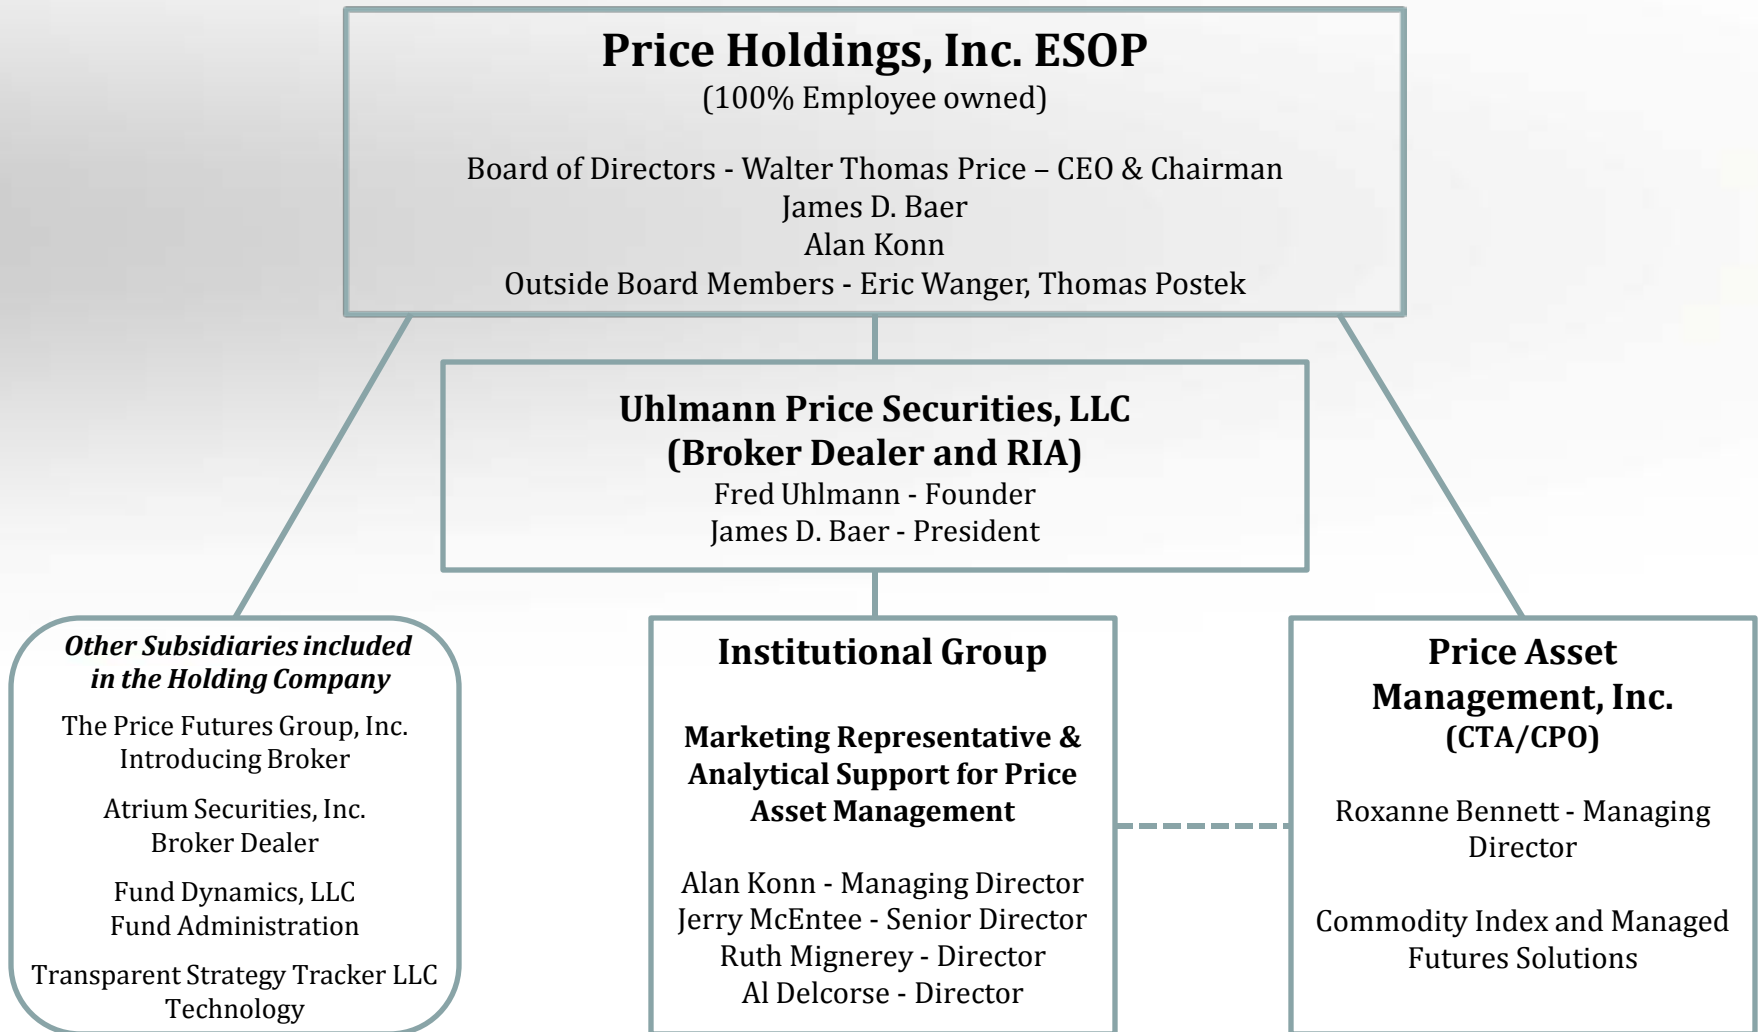 Price Holdings, Inc. ESOP
(100% Employee owned)
Board of Directors - Walter Thomas Price – CEO & Chairman
James D. Baer
Alan Konn
Outside Board Members - Eric Wanger, Thomas Postek
Uhlmann Price Securities, LLC
(Broker Dealer and RIA)
Fred Uhlmann - Founder
James D. Baer - President
Other Subsidiaries included
in the Holding Company
The Price Futures Group, Inc.
Introducing Broker
Atrium Securities, Inc.
Broker Dealer
Fund Dynamics, LLC
Fund Administration
Transparent Strategy Tracker LLC
Technology
Institutional Group
Marketing Representative &
Analytical Support for Price
Asset Management
Alan Konn - Managing Director
Jerry McEntee - Senior Director
Ruth Mignerey - Director
Al Delcorse - Director
Price Asset
Management, Inc.
(CTA/CPO)
Roxanne Bennett - Managing
Director
Commodity Index and Managed
Futures Solutions